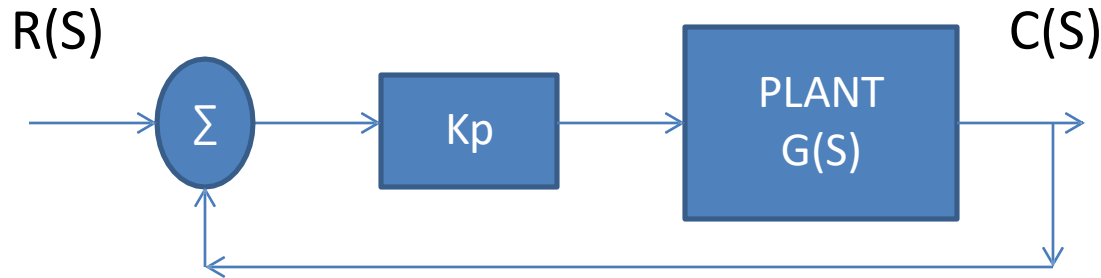 R(S)
C(S)
∑
Kp
PLANT
G(S)